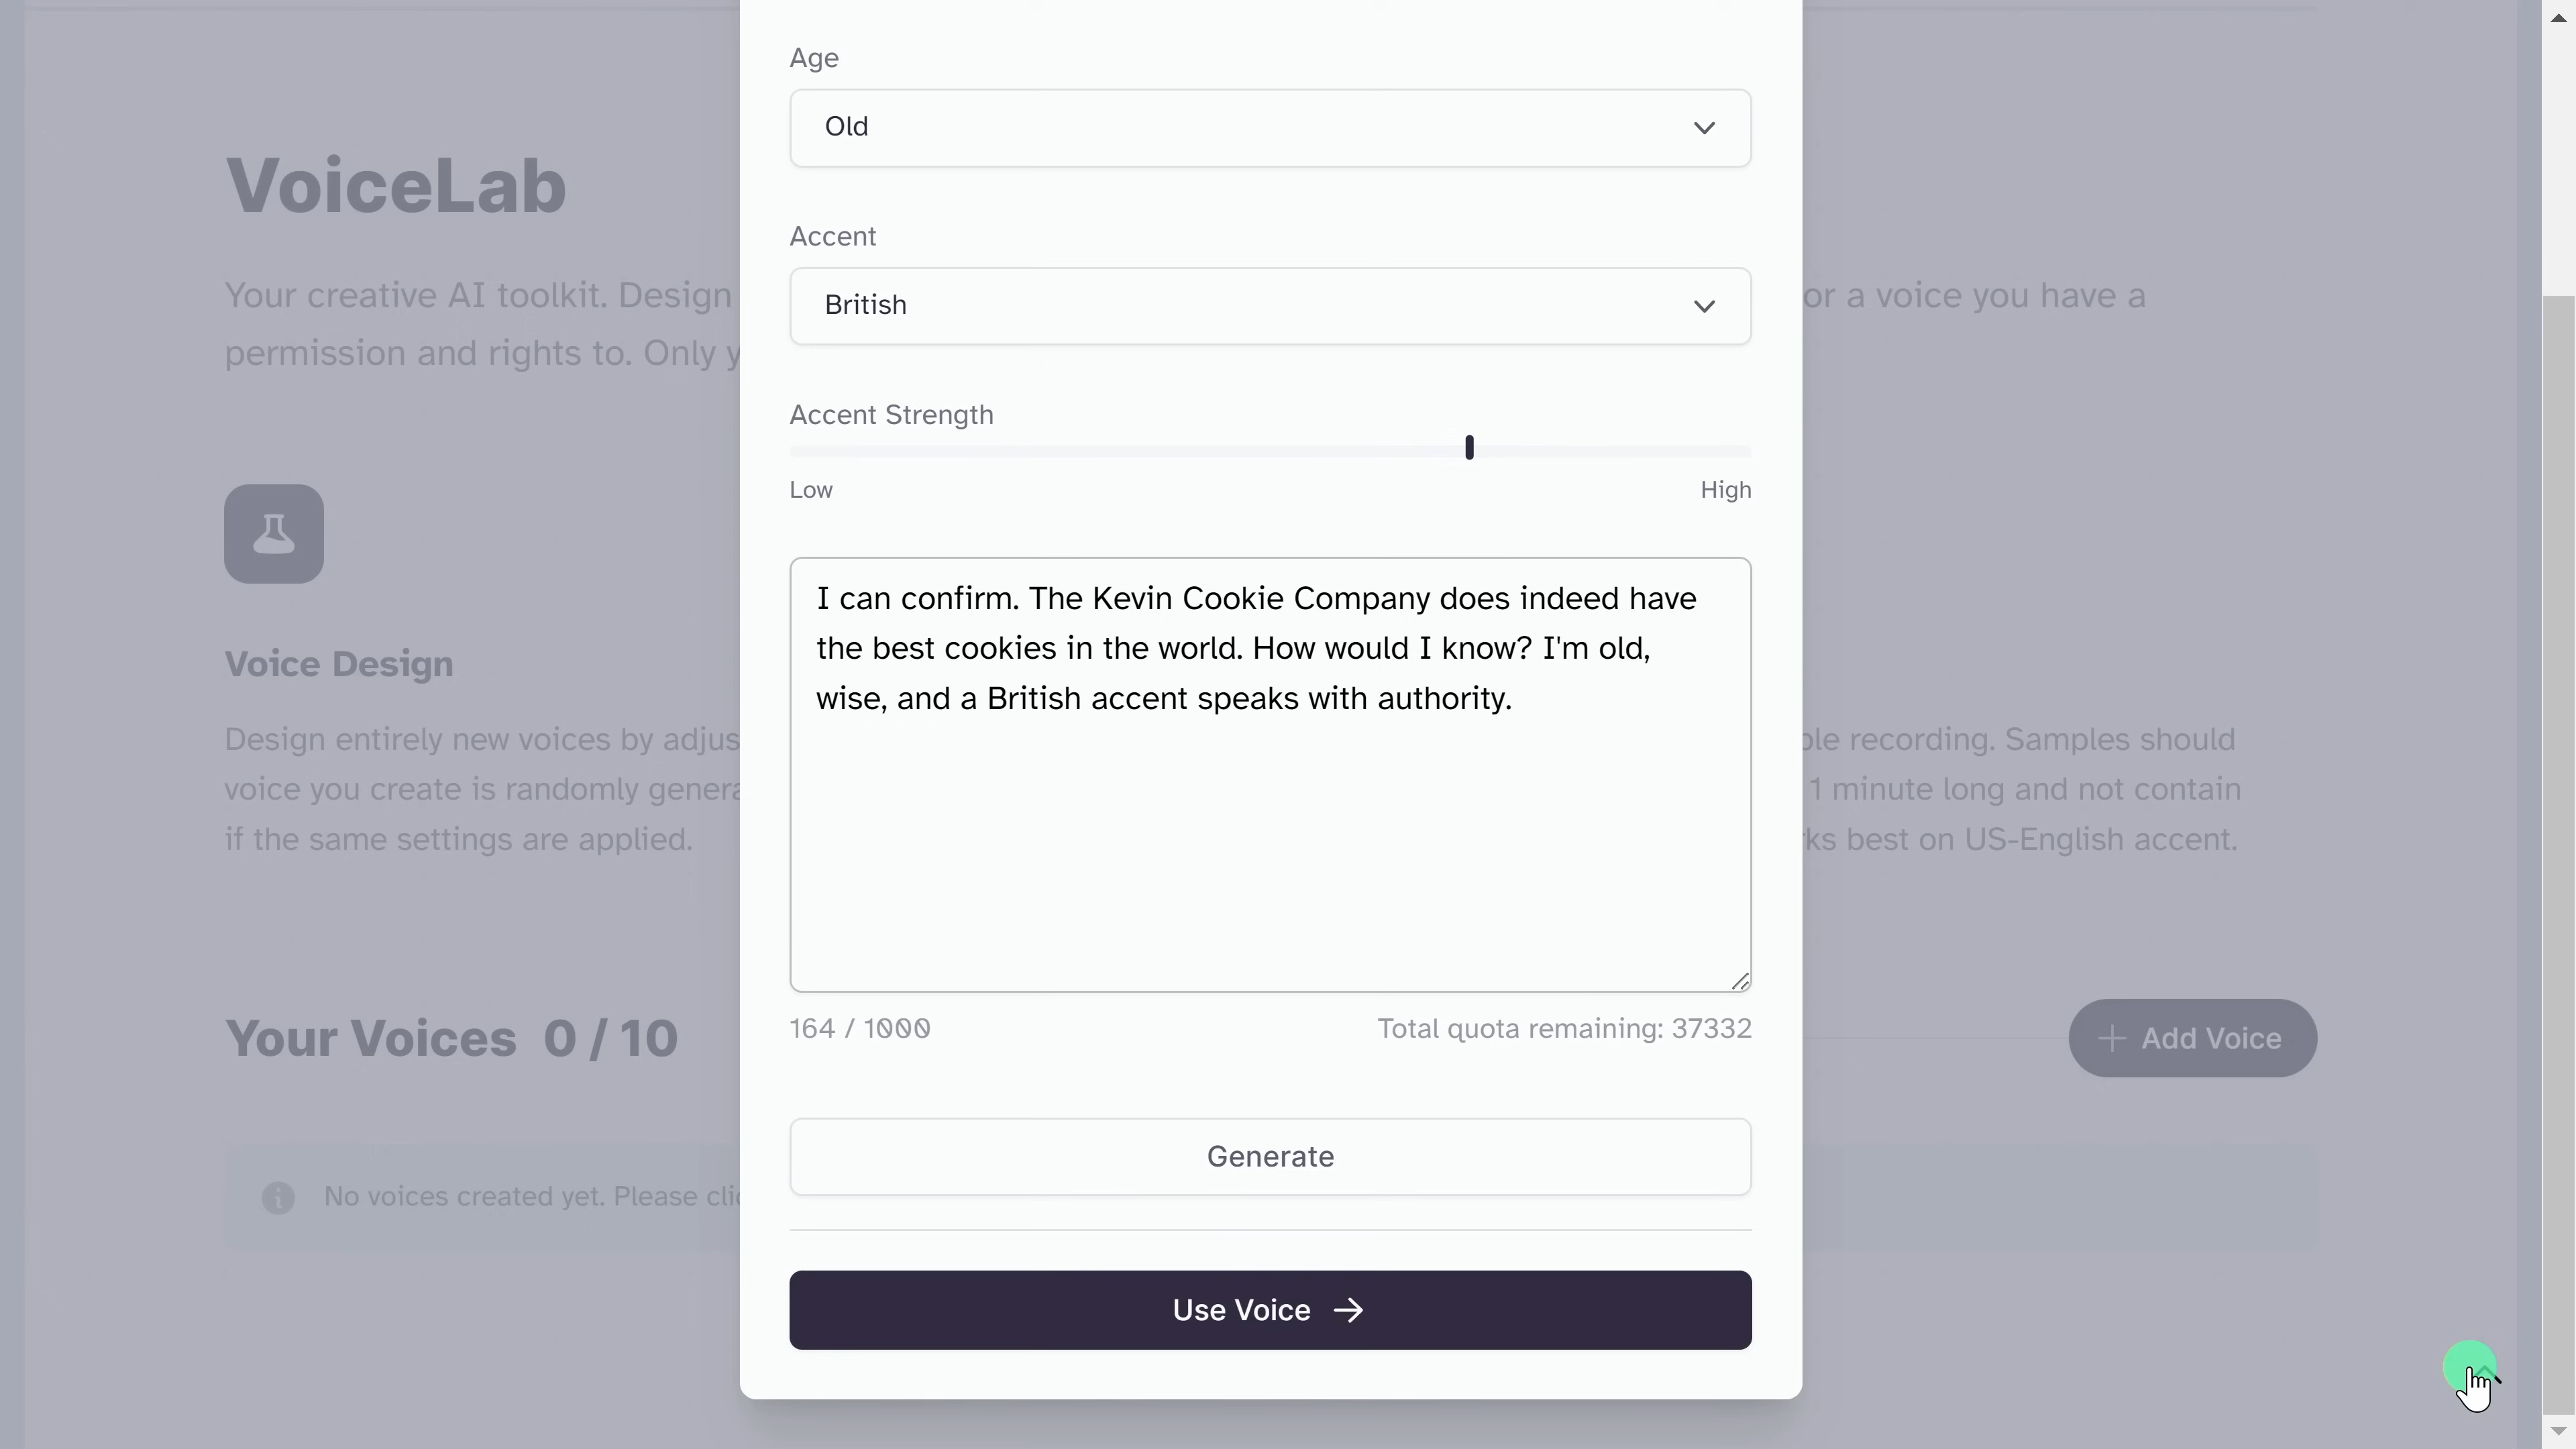 Age
Old
VoiceLab
Accent
Your creative AI toolkit. Design
or a voice you have a
British
permission and rights to. Only
Accent Strength
Low
High
I can confirm. The Kevin Cookie Company does indeed have
the best cookies in the world. How would I know? I'm old,
wise, and a British accent speaks with authority.
Voice Design
Design entirely new voices by
recording. Samples should
voice you create is randomly
1 minute long and not contain
if the same settings are applied.
best on US-English accent.
164 / 1000
Total quota remaining: 37332
Your Voices 0 / 10
Add Voice
Generate
No voices created yet. Please
Use Voice